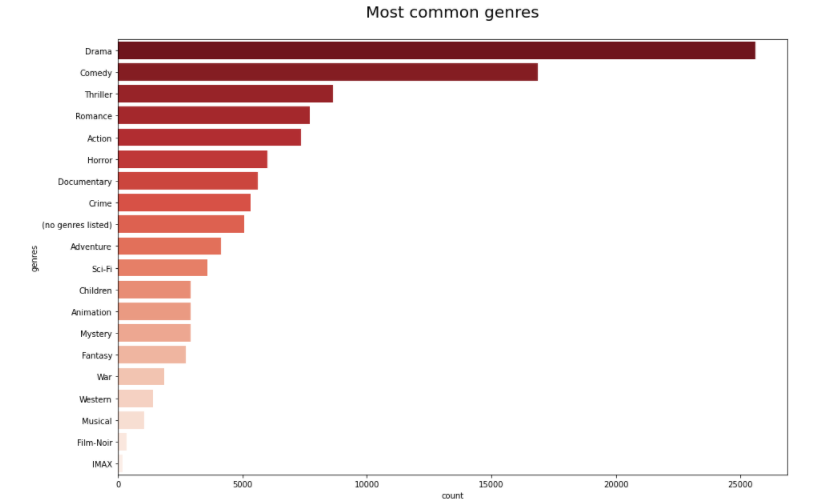 Most common genres
genres
Drama
Comedy
Thriller
Romance
Action
Horror
Documentary
Crime
(no genres listed)
Adventure
Sci-Fi
Children
Animation
Mystery
Fantasy
War
Western
Musical
Film-Noir
IMAX
0 5000 10000 15000 20000 25000
count